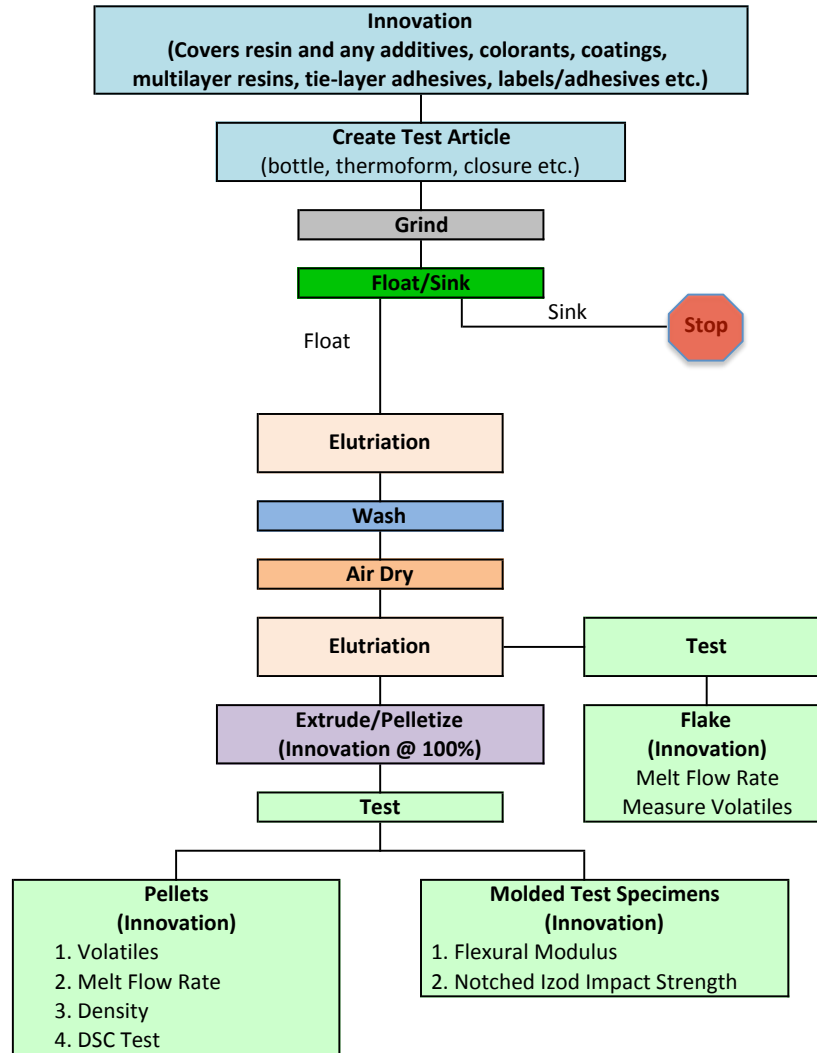 Innovation
(Covers resin and any additives, colorants, coatings,
multilayer resins, tie-layer adhesives, labels/adhesives etc.)
Create Test Article
(bottle, thermoform, closure etc.)
Grind
Float/Sink
Sink
Stop
Float
Elutriation
Wash
Air Dry
Elutriation
Test
Extrude/Pelletize
(Innovation @ 100%)
Flake
(Innovation)
Melt Flow Rate
Measure Volatiles
Test
Pellets
(Innovation)
1. Volatiles
2. Melt Flow Rate
3. Density
4. DSC Test
Molded Test Specimens
(Innovation)
1. Flexural Modulus
2. Notched Izod Impact Strength